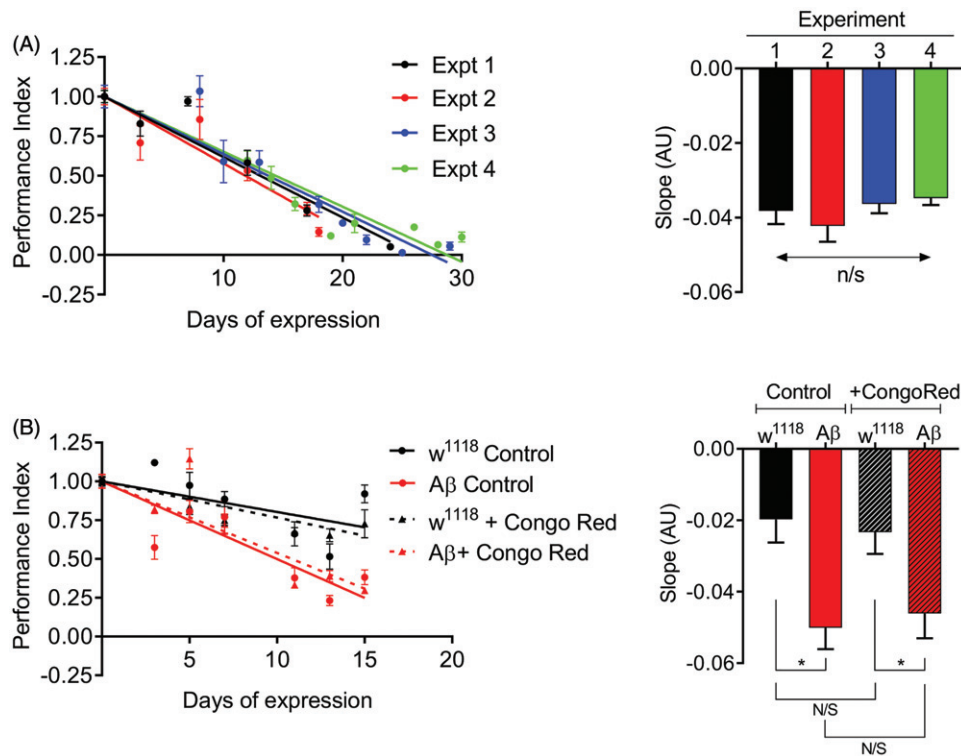 (A)
Performance Index
1.25
1.00
0.75
0.50
0.25
0.00
-0.25
10
20
30
Days of expression
Expt 1
Expt 2
Expt 3
Expt 4
Experiment
1 2 3 4
Slope (AU)
0.00
-0.02
-0.04
-0.06
n/s
(B)
Performance Index
1.25
1.00
0.75
0.50
0.25
0.00
5
10
15
20
Days of expression
w¹¹¹⁸ Control
Aβ Control
w¹¹¹⁸ + Congo Red
Aβ+ Congo Red
Control +CongoRed
w¹¹¹⁸ Aβ w¹¹¹⁸ Aβ
Slope (AU)
0.00
-0.02
-0.04
-0.06
* *
N/S
N/S